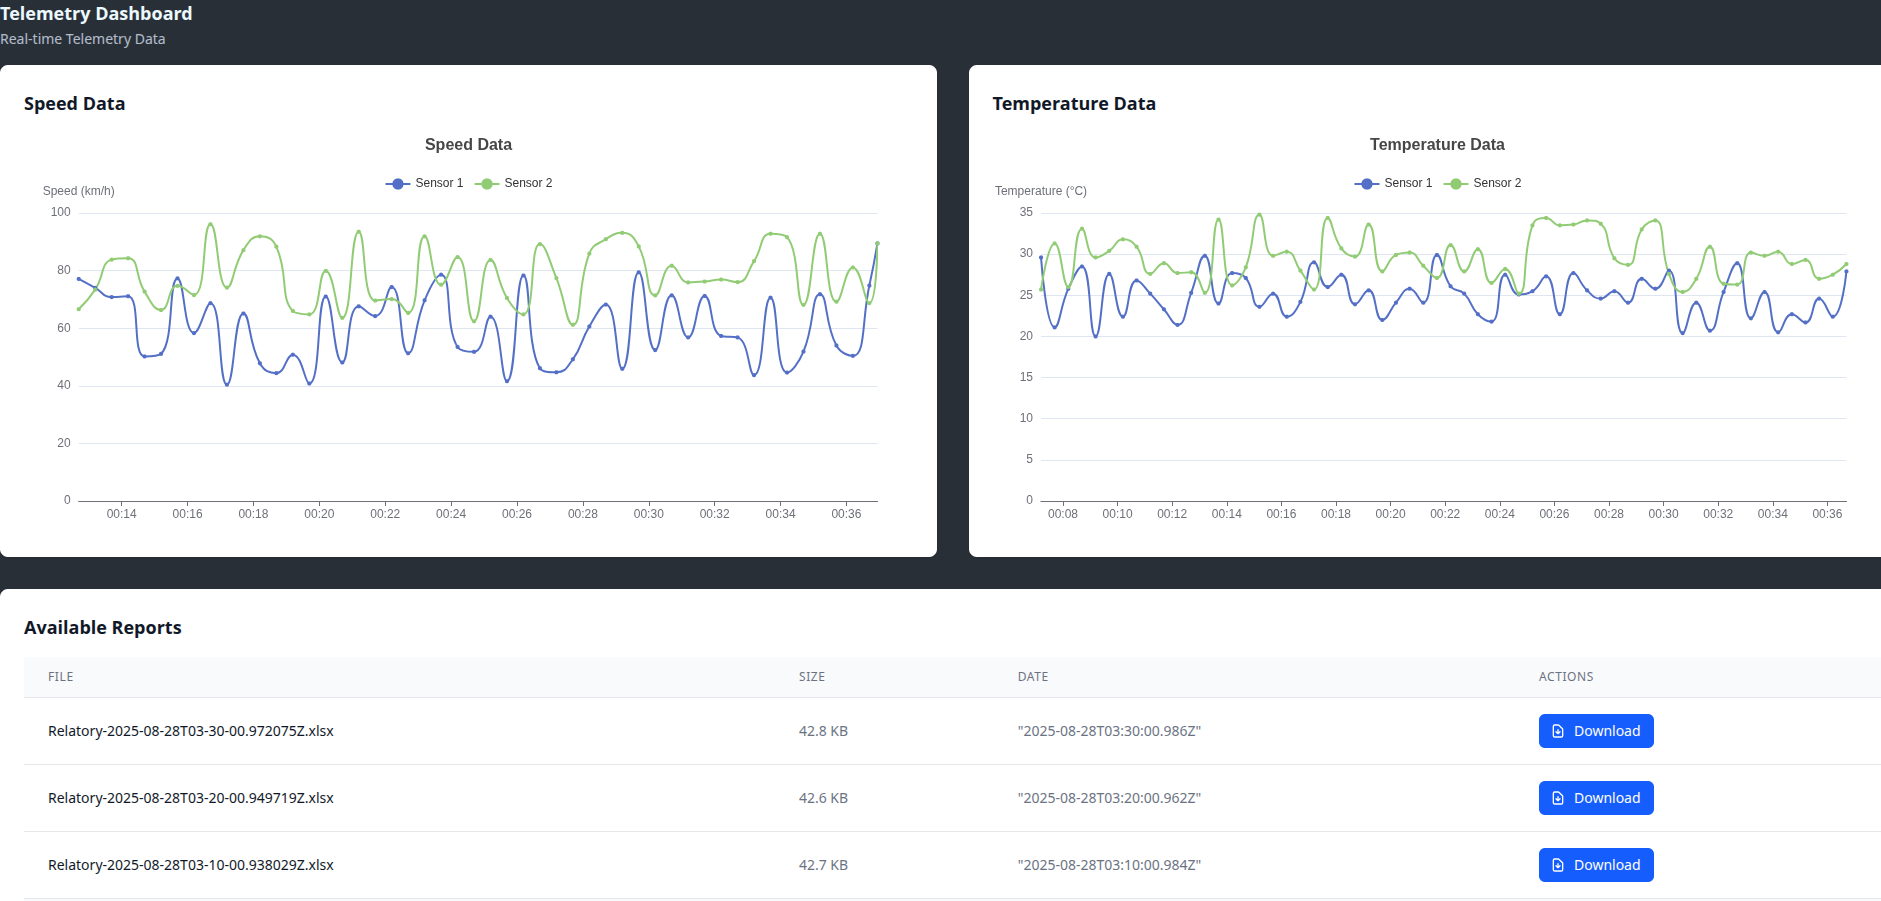 Telemetry Dashboard
Real-time Telemetry Data
Speed Data
Speed Data
Sensor 1 Sensor 2
Speed (km/h)
100
80
60
40
20
0
00:14 00:16 00:18 00:20 00:22 00:24 00:26 00:28 00:30 00:32 00:34 00:36
Temperature Data
Temperature Data
Sensor 1 Sensor 2
Temperature (°C)
35
30
25
20
15
10
5
0
00:08 00:10 00:12 00:14 00:16 00:18 00:20 00:22 00:24 00:26 00:28 00:30 00:32 00:34 00:36
Available Reports
FILE SIZE DATE ACTIONS
Relatory-2025-08-28T03-30-00.972075Z.xlsx 42.8 KB "2025-08-28T03:30:00.986Z" Download
Relatory-2025-08-28T03-20-00.949719Z.xlsx 42.6 KB "2025-08-28T03:20:00.962Z" Download
Relatory-2025-08-28T03-10-00.938029Z.xlsx 42.7 KB "2025-08-28T03:10:00.984Z" Download